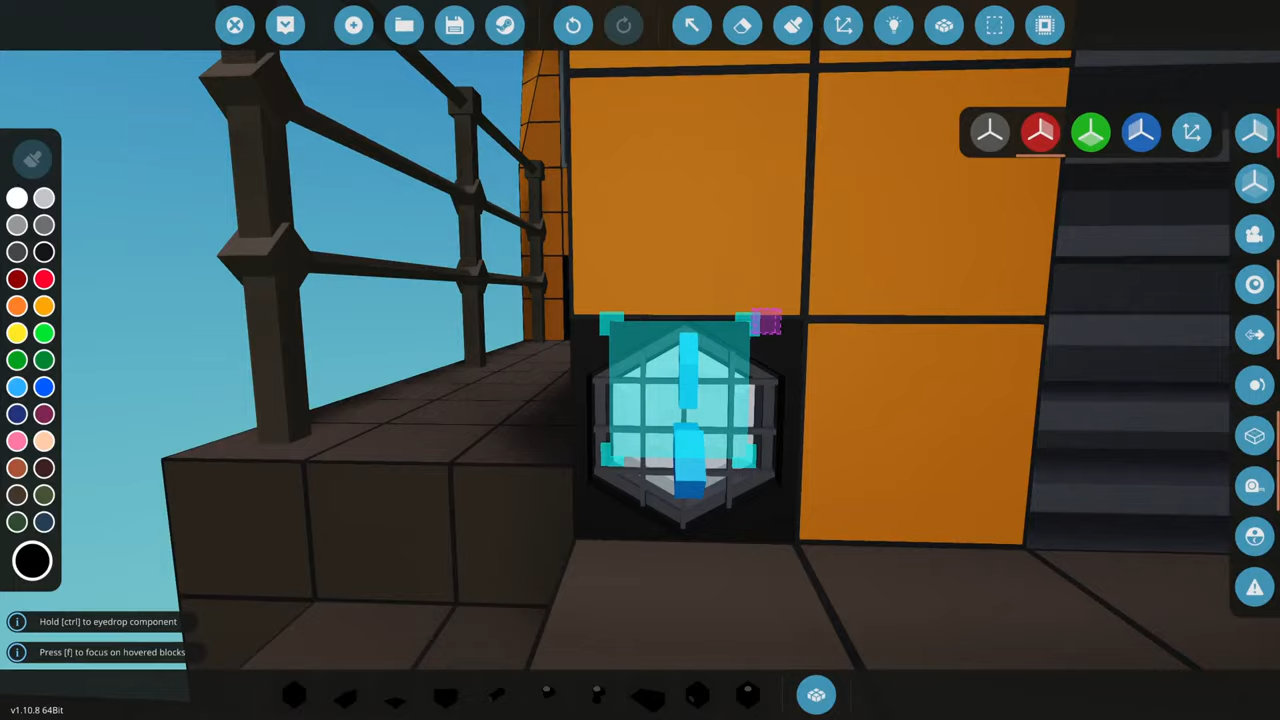 Hold [ctrl] to eyedrop component
Press [f] to focus on hovered blocks
v1.10.8 64Bit